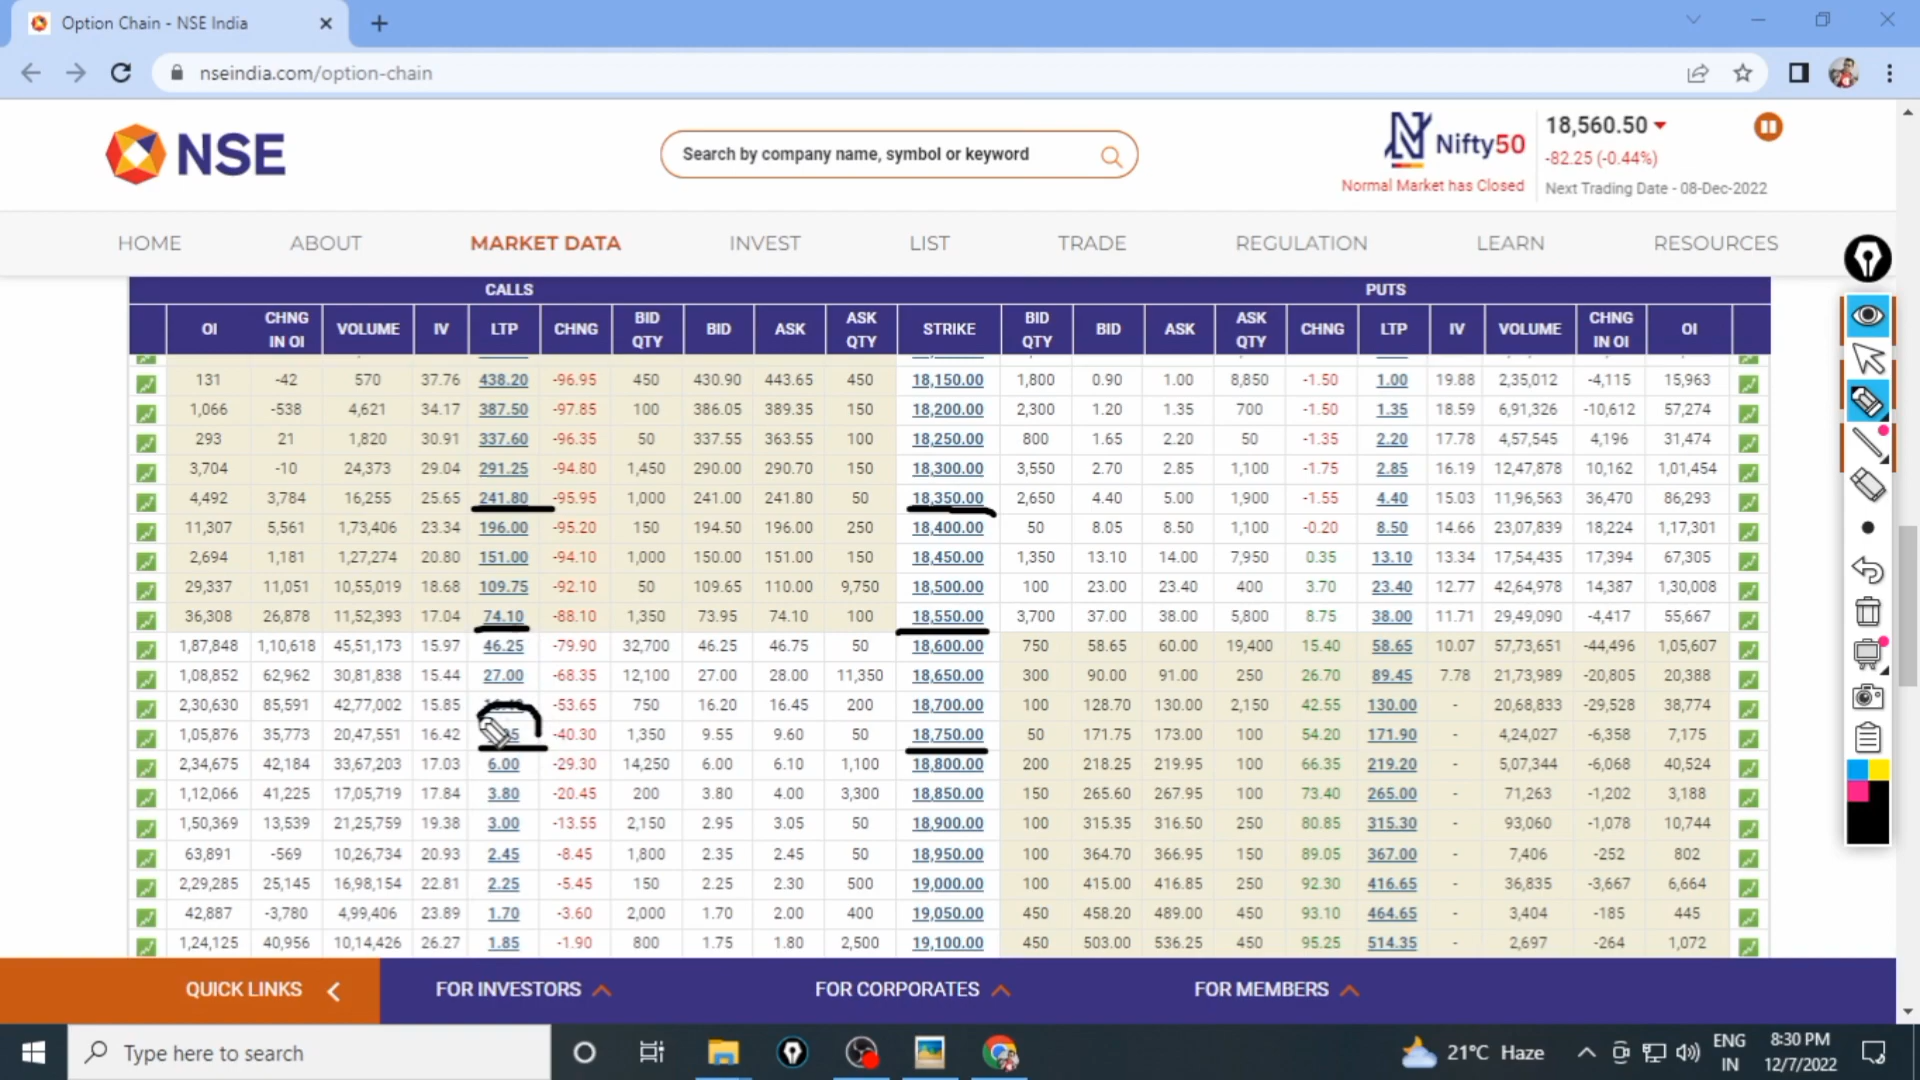 Option Chain - NSE India
nseindia.com/option-chain
NSE
Search by company name, symbol or keyword
Nifty50
18,560.50
-82.25 (-0.44%)
Normal Market has Closed
Next Trading Date - 08-Dec-2022
HOME ABOUT MARKET DATA INVEST LIST TRADE REGULATION LEARN RESOURCES
CALLS PUTS
OI CHNG IN OI VOLUME IV LTP CHNG BID QTY BID ASK ASK QTY STRIKE BID QTY BID ASK ASK QTY CHNG LTP IV VOLUME CHNG IN OI OI
131 -42 570 37.76 438.20 -96.95 450 430.90 443.65 450 18,150.00 1,800 0.90 1.00 8,850 -1.50 1.00 19.88 2,35,012 -4,115 15,963
1,066 -538 4,621 34.17 387.50 -97.85 100 386.05 389.35 150 18,200.00 2,300 1.20 1.35 700 -1.50 1.35 18.59 6,91,326 -10,612 57,274
293 21 1,820 30.91 337.60 -96.35 50 337.55 363.55 100 18,250.00 800 1.65 2.20 50 -1.35 2.20 17.78 4,57,545 4,196 31,474
3,704 -10 24,373 29.04 291.25 -94.80 1,450 290.00 290.70 150 18,300.00 3,550 2.70 2.85 1,100 -1.75 2.85 16.19 12,47,878 10,162 1,01,454
4,492 3,784 16,255 25.65 241.80 -95.95 1,000 241.00 241.80 50 18,350.00 2,650 4.40 5.00 1,900 -1.55 4.40 15.03 11,96,563 36,470 86,293
11,307 5,561 1,73,406 23.34 196.00 -95.20 150 194.50 196.00 250 18,400.00 50 8.05 8.50 1,100 -0.20 8.50 14.66 23,07,839 18,224 1,17,301
2,694 1,181 1,27,274 20.80 151.00 -94.10 1,000 150.00 151.00 150 18,450.00 1,350 13.10 14.00 7,950 0.35 13.10 13.34 17,54,435 17,394 67,305
29,337 11,051 10,55,019 18.68 109.75 -92.10 50 109.65 110.00 9,750 18,500.00 100 23.00 23.40 400 3.70 23.40 12.77 42,64,978 14,387 1,30,008
36,308 26,878 11,52,393 17.04 74.10 -88.10 1,350 73.95 74.10 100 18,550.00 3,700 37.00 38.00 5,800 8.75 38.00 11.71 29,49,090 -4,417 55,667
1,87,848 1,10,618 45,51,173 15.97 46.25 -79.90 32,700 46.25 46.75 50 18,600.00 750 58.65 60.00 19,400 15.40 58.65 10.07 57,73,651 -44,496 1,05,607
1,08,852 62,962 30,81,838 15.44 27.00 -68.35 12,100 27.00 28.00 11,350 18,650.00 300 90.00 91.00 250 26.70 89.45 7.78 21,73,989 -20,805 20,388
2,30,630 85,591 42,77,002 15.85 -53.65 750 16.20 16.45 200 18,700.00 100 128.70 130.00 2,150 42.55 130.00 - 20,68,833 -29,528 38,774
1,05,876 35,773 20,47,551 16.42 -40.30 1,350 9.55 9.60 50 18,750.00 50 171.75 173.00 100 54.20 171.90 - 4,24,027 -6,358 7,175
2,34,675 42,184 33,67,203 17.03 6.00 -29.30 14,250 6.00 6.10 1,100 18,800.00 200 218.25 219.95 100 66.35 219.20 - 5,07,344 -6,068 40,524
1,12,066 41,225 17,05,719 17.84 3.80 -20.45 200 3.80 4.00 3,300 18,850.00 150 265.60 267.95 100 73.40 265.00 - 71,263 -1,202 3,188
1,50,369 13,539 21,25,759 19.38 3.00 -13.55 2,150 2.95 3.05 50 18,900.00 100 315.35 316.50 250 80.85 315.30 - 93,060 -1,078 10,744
63,891 -569 10,26,734 20.93 2.45 -8.45 1,800 2.35 2.45 50 18,950.00 100 364.70 366.95 150 89.05 367.00 - 7,406 -252 802
2,29,285 25,145 16,98,154 22.81 2.25 -5.45 150 2.25 2.30 500 19,000.00 100 415.00 416.85 250 92.30 416.65 - 36,835 -3,667 6,664
42,887 -3,780 4,99,406 23.89 1.70 -3.60 2,000 1.70 2.00 400 19,050.00 450 458.20 489.00 450 93.10 464.65 - 3,404 -185 445
1,24,125 40,956 10,14,426 26.27 1.85 -1.90 800 1.75 1.80 2,500 19,100.00 450 503.00 536.25 450 95.25 514.35 - 2,697 -264 1,072
QUICK LINKS FOR INVESTORS FOR CORPORATES FOR MEMBERS
Type here to search
21°C Haze
ENG
IN
8:30 PM
12/7/2022